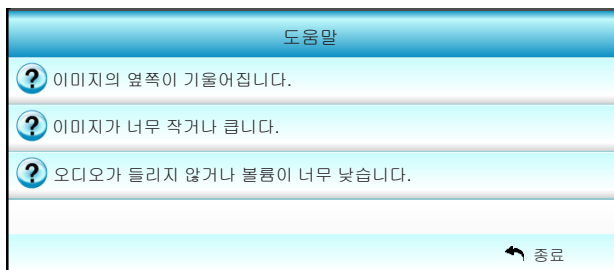 도움말
이미지의 옆쪽이 기울어집니다.
이미지가 너무 작거나 큽니다.
오디오가 들리지 않거나 볼륨이 너무 낮습니다.
종료